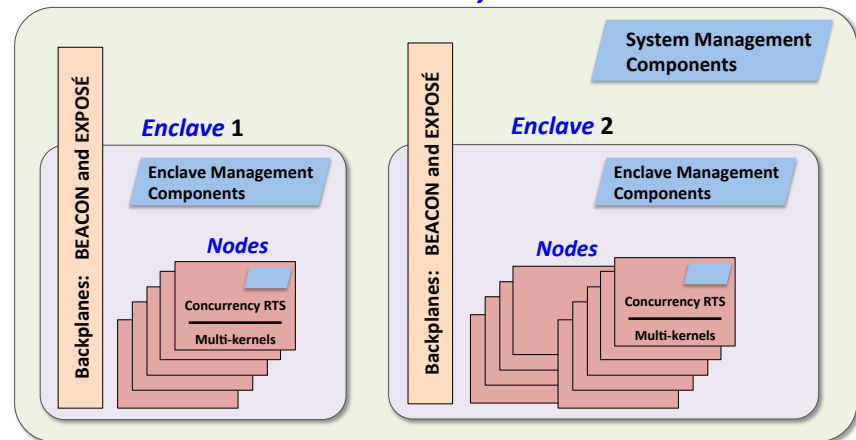 System Management
Components
Backplanes: BEACON and EXPOSÉ
Enclave 1
Enclave Management
Components
Nodes
Concurrency RTS
Multi-kernels
Backplanes: BEACON and EXPOSÉ
Enclave 2
Enclave Management
Components
Nodes
Concurrency RTS
Multi-kernels